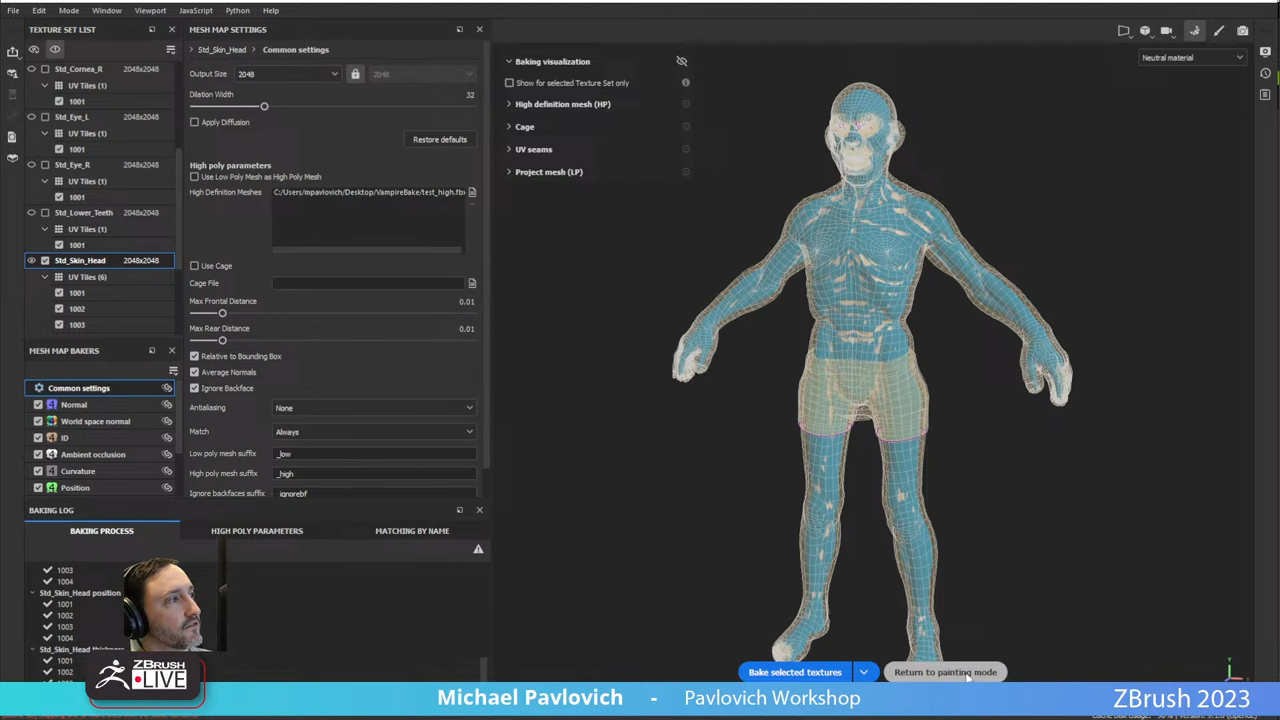 File Edit Mode Window Viewport JavaScript Python Help
TEXTURE SET LIST
Std_Cornea_R 2048x2048
UV Tiles (1)
1001
Std_Eye_L 2048x2048
UV Tiles (1)
1001
Std_Eye_R 2048x2048
UV Tiles (1)
1001
Std_Lower_Teeth 2048x2048
UV Tiles (1)
1001
Std_Skin_Head 2048x2048
UV Tiles (6)
1001
1002
1003
MESH MAP BAKERS
Common settings
Normal
World space normal
ID
Ambient occlusion
Curvature
Position
MESH MAP SETTINGS
Std_Skin_Head > Common settings
Output Size 2048 2048
Dilation Width 32
Apply Diffusion
Restore defaults
High poly parameters
Use Low Poly Mesh as High Poly Mesh
High Definition Meshes C:/Users/mpavlovich/Desktop/VampireBake/test_high.fbx
Use Cage
Cage File
Max Frontal Distance 0.01
Max Rear Distance 0.01
Relative to Bounding Box
Average Normals
Ignore Backface
Antialiasing None
Match Always
Low poly mesh suffix _low
High poly mesh suffix _high
Ignore backfaces suffix _ignorebf
BAKING LOG
BAKING PROCESS HIGH POLY PARAMETERS MATCHING BY NAME
1003
1004
Std_Skin_Head position
1001
1002
1003
1004
Std_Skin_Head thickness
1001
1002
Baking visualization
Show for selected Texture Set only
High definition mesh (HP)
Cage
UV seams
Project mesh (LP)
Neutral material
Bake selected textures
Return to painting mode
Y
ZBRUSH
LIVE
Michael Pavlovich - Pavlovich Workshop
ZBrush 2023